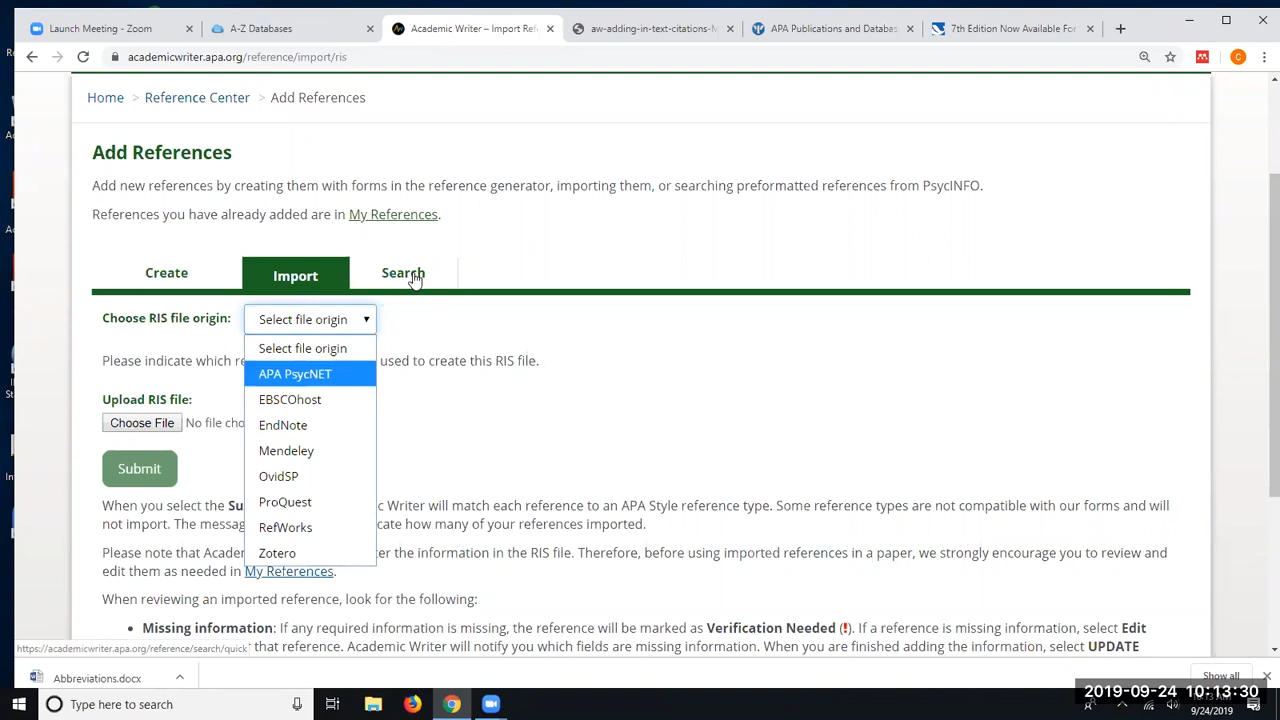 Launch Meeting - Zoom
A-Z Databases
Academic Writer – Import Ref
aw-adding-in-text-citations-
APA Publications and Databas
7th Edition Now Available For
academicwriter.apa.org/reference/import/ris
Home > Reference Center > Add References
Add References
Add new references by creating them with forms in the reference generator, importing them, or searching preformatted references from PsycINFO.
References you have already added are in My References.
Create
Import
Search
Choose RIS file origin:
Select file origin
Select file origin
Please indicate which re
used to create this RIS file.
APA PsycNET
Upload RIS file:
EBSCOhost
Choose File No file cho
EndNote
Mendeley
Submit
OvidSP
ProQuest
When you select the Su
ic Writer will match each reference to an APA Style reference type. Some reference types are not compatible with our forms and will
not import. The messag
cate how many of your references imported.
RefWorks
Zotero
Please note that Acade
ter the information in the RIS file. Therefore, before using imported references in a paper, we strongly encourage you to review and
edit them as needed in My References.
When reviewing an imported reference, look for the following:
• Missing information: If any required information is missing, the reference will be marked as Verification Needed (!). If a reference is missing information, select Edit
that reference. Academic Writer will notify you which fields are missing information. When you are finished adding the information, select UPDATE
https://academicwriter.apa.org/reference/search/quick
Abbreviations.docx
Show all
Type here to search
2019-09-24 10:13:30
9/24/2019